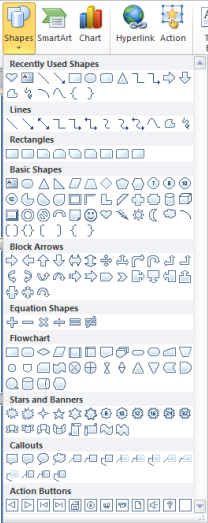 Shapes SmartArt Chart Hyperlink Action
Recently Used Shapes
Lines
Rectangles
Basic Shapes
Block Arrows
Equation Shapes
Flowchart
Stars and Banners
Callouts
Action Buttons